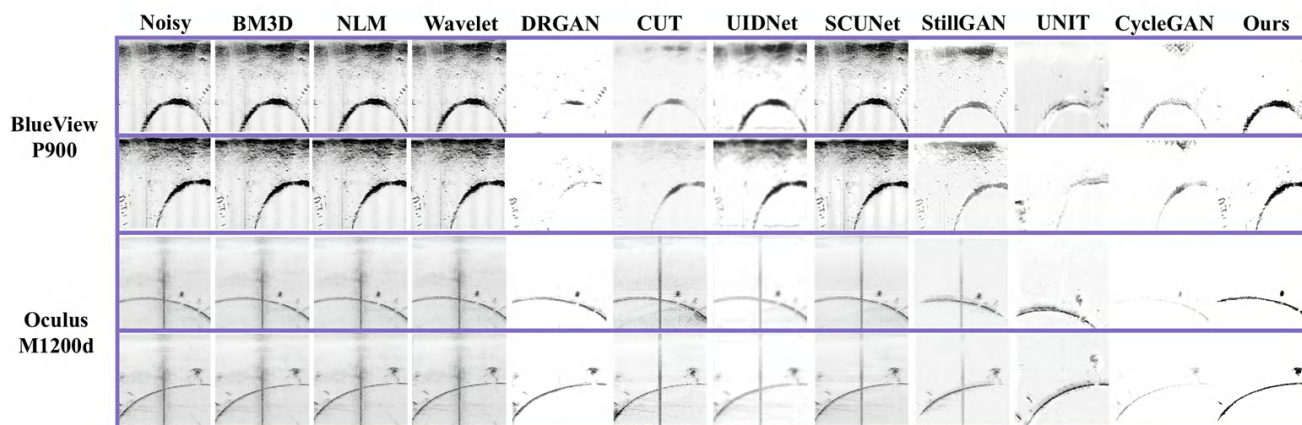 Noisy BM3D NLM Wavelet DRGAN CUT UIDNet SCUNet StillGAN UNIT CycleGAN Ours
BlueView
P900
Oculus
M1200d